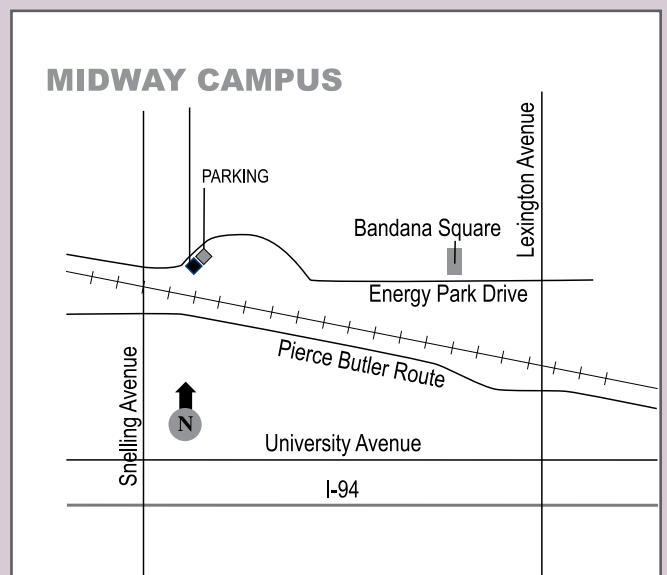 MIDWAY CAMPUS
PARKING
Lexington Avenue
Bandana Square
Energy Park Drive
Pierce Butler Route
Snelling Avenue
N
University Avenue
I-94